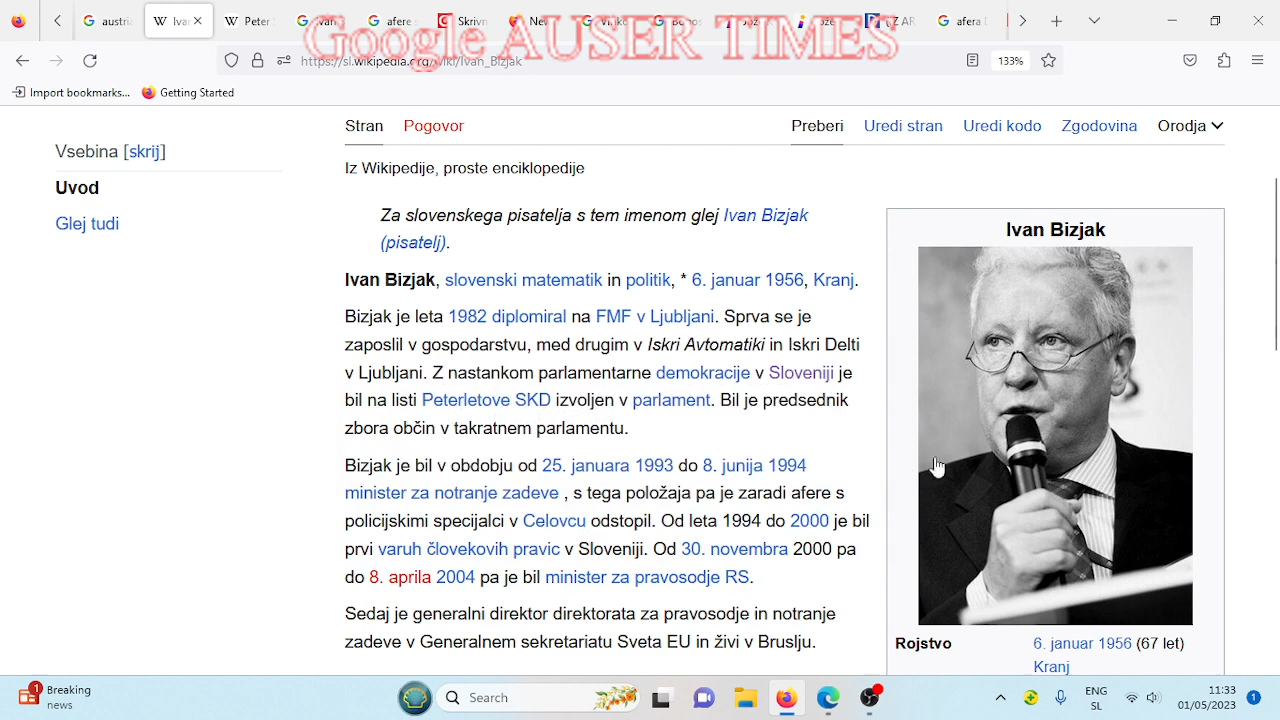 austria
Ivan
Peter
Ivan
afere
Skrivn
Google AUSER TIMES
afera
https://sl.wikipedia.org/wiki/Ivan_Bizjak
133%
Import bookmarks...
Getting Started
Vsebina [skrij]
Uvod
Glej tudi
Stran Pogovor
Preberi Uredi stran Uredi kodo Zgodovina Orodja
Iz Wikipedije, proste enciklopedije
Za slovenskega pisatelja s tem imenom glej Ivan Bizjak
(pisatelj).
Ivan Bizjak, slovenski matematik in politik, * 6. januar 1956, Kranj.
Bizjak je leta 1982 diplomiral na FMF v Ljubljani. Sprva se je
zaposlil v gospodarstvu, med drugim v Iskri Avtomatiki in Iskri Delti
v Ljubljani. Z nastankom parlamentarne demokracije v Sloveniji je
bil na listi Peterletove SKD izvoljen v parlament. Bil je predsednik
zbora občin v takratnem parlamentu.
Bizjak je bil v obdobju od 25. januara 1993 do 8. junija 1994
minister za notranje zadeve , s tega položaja pa je zaradi afere s
policijskimi specijalci v Celovcu odstopil. Od leta 1994 do 2000 je bil
prvi varuh človekovih pravic v Sloveniji. Od 30. novembra 2000 pa
do 8. aprila 2004 pa je bil minister za pravosodje RS.
Sedaj je generalni direktor direktorata za pravosodje in notranje
zadeve v Generalnem sekretariatu Sveta EU in živi v Bruslju.
Ivan Bizjak
Rojstvo 6. januar 1956 (67 let)
Kranj
1
Breaking
news
Search
ENG
SL
11:33
01/05/2023
1